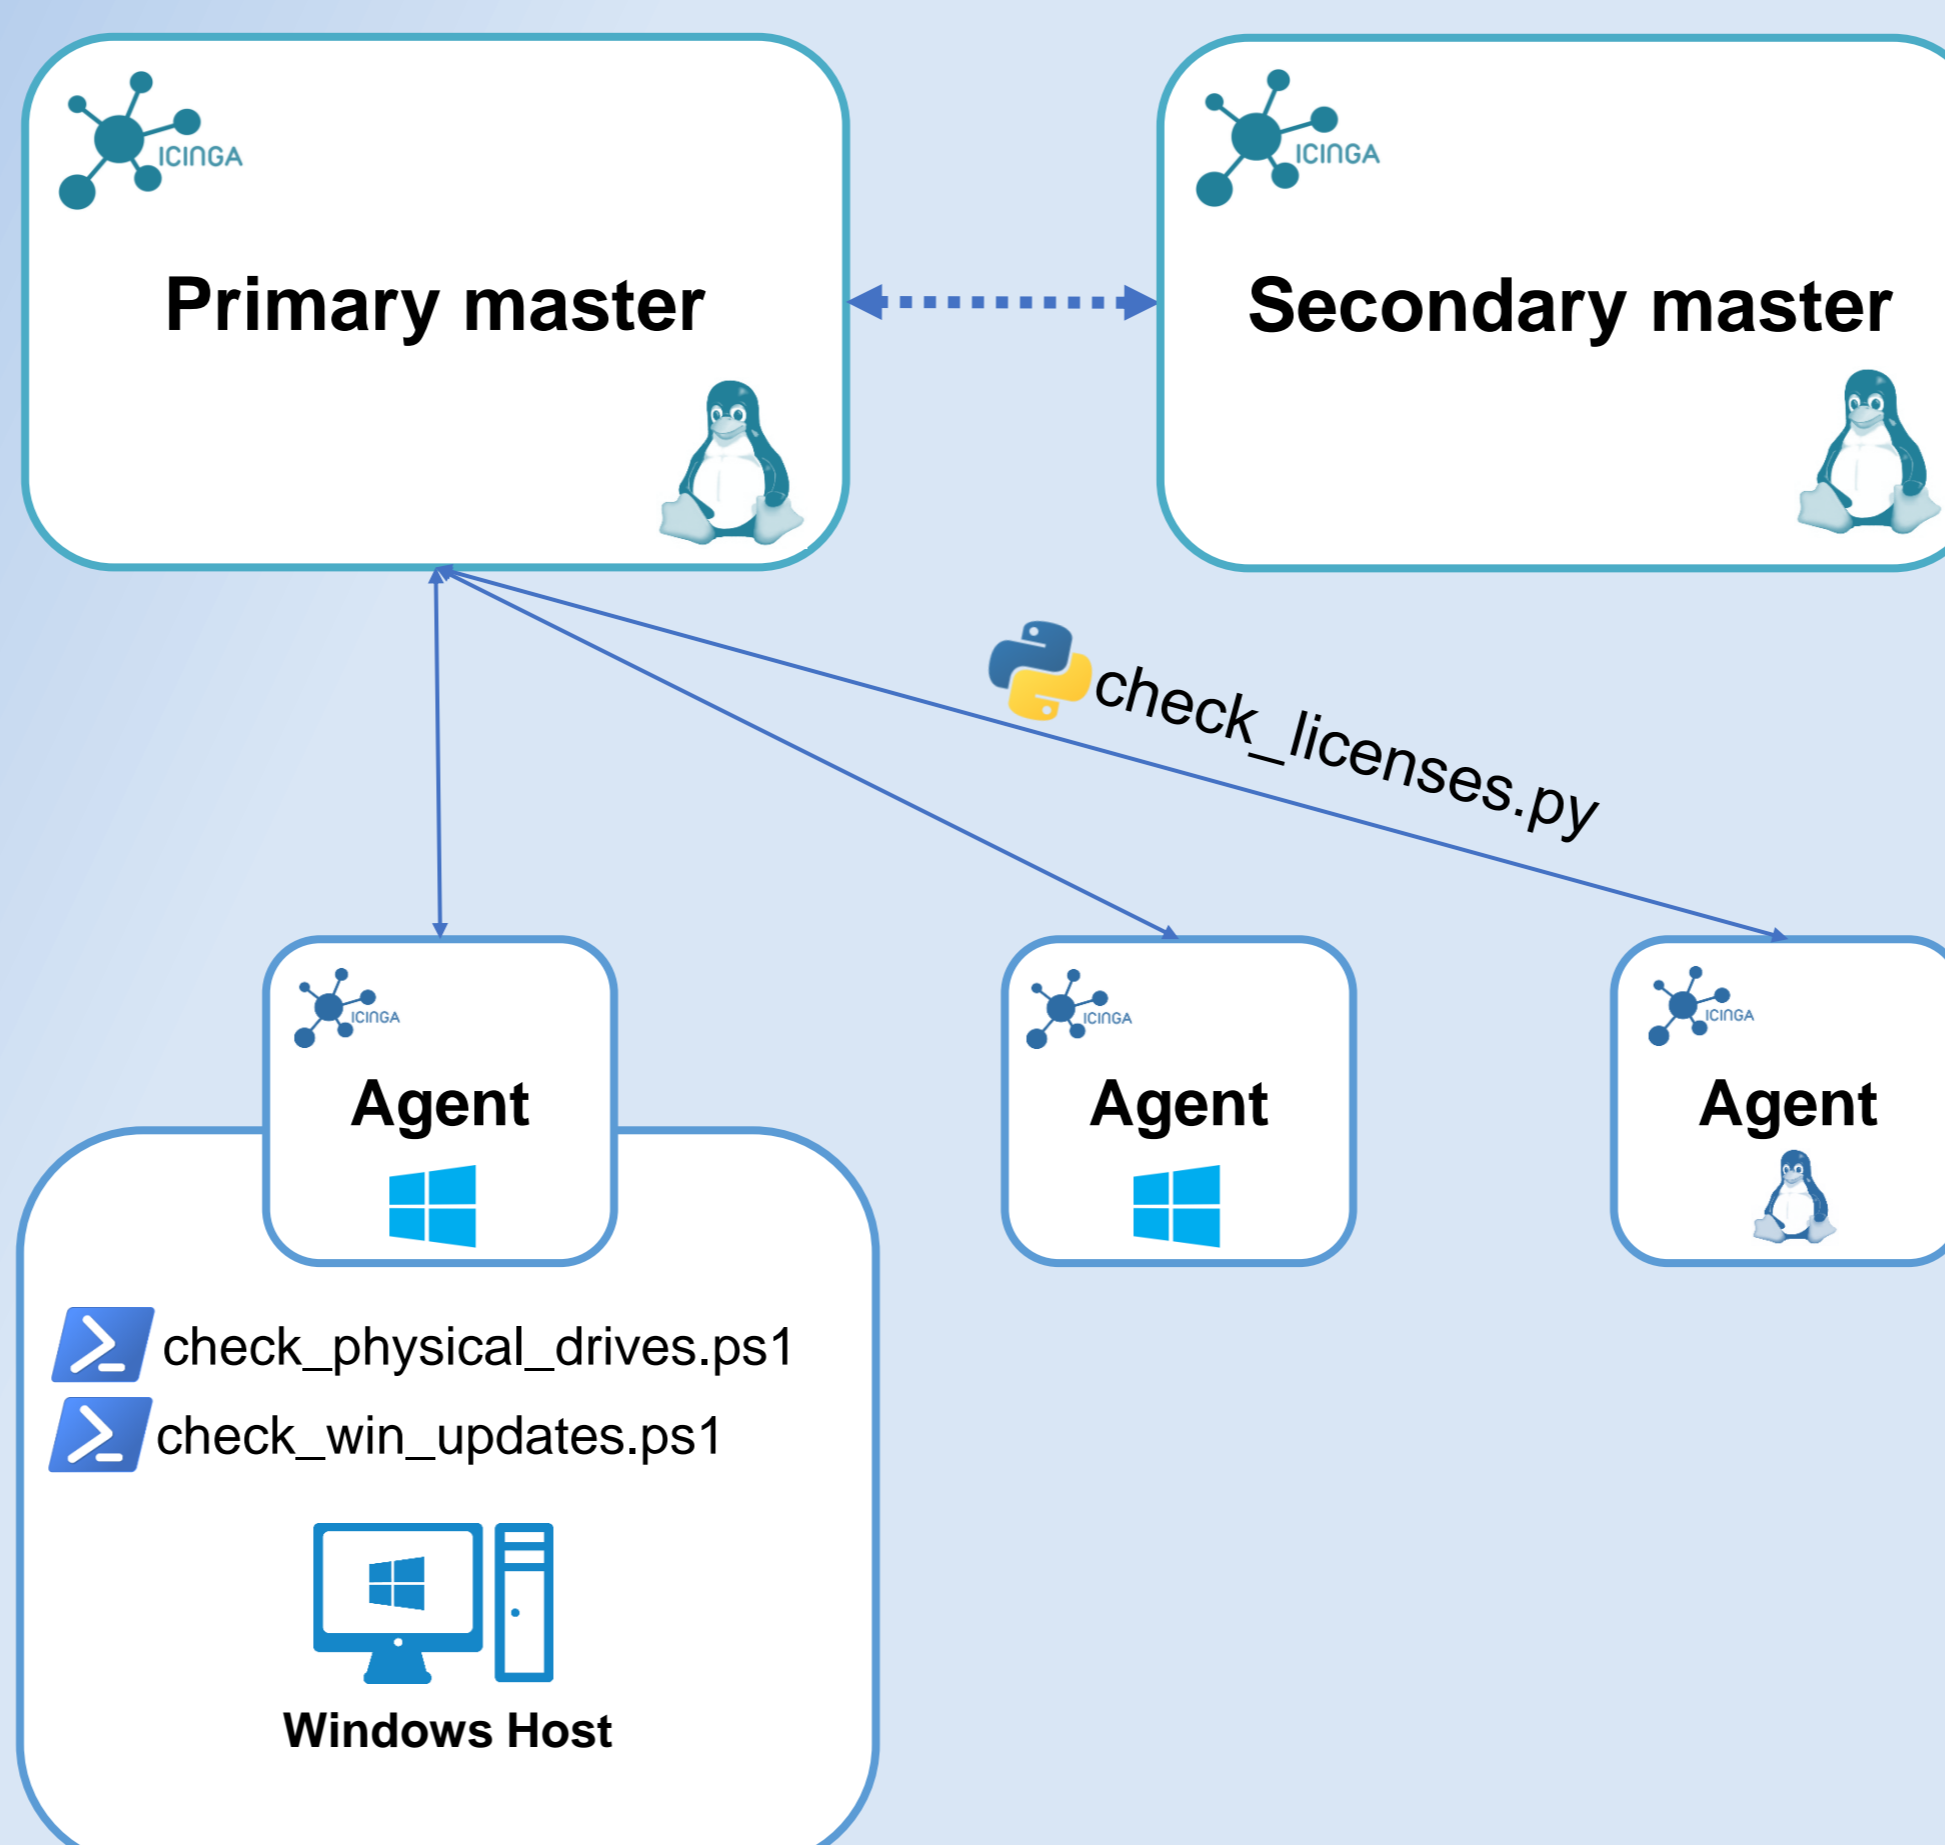 ICINGA
Primary master
ICINGA
Secondary master
check_licenses.py
ICINGA
Agent
ICINGA
Agent
ICINGA
Agent
check_physical_drives.ps1
check_win_updates.ps1
Windows Host